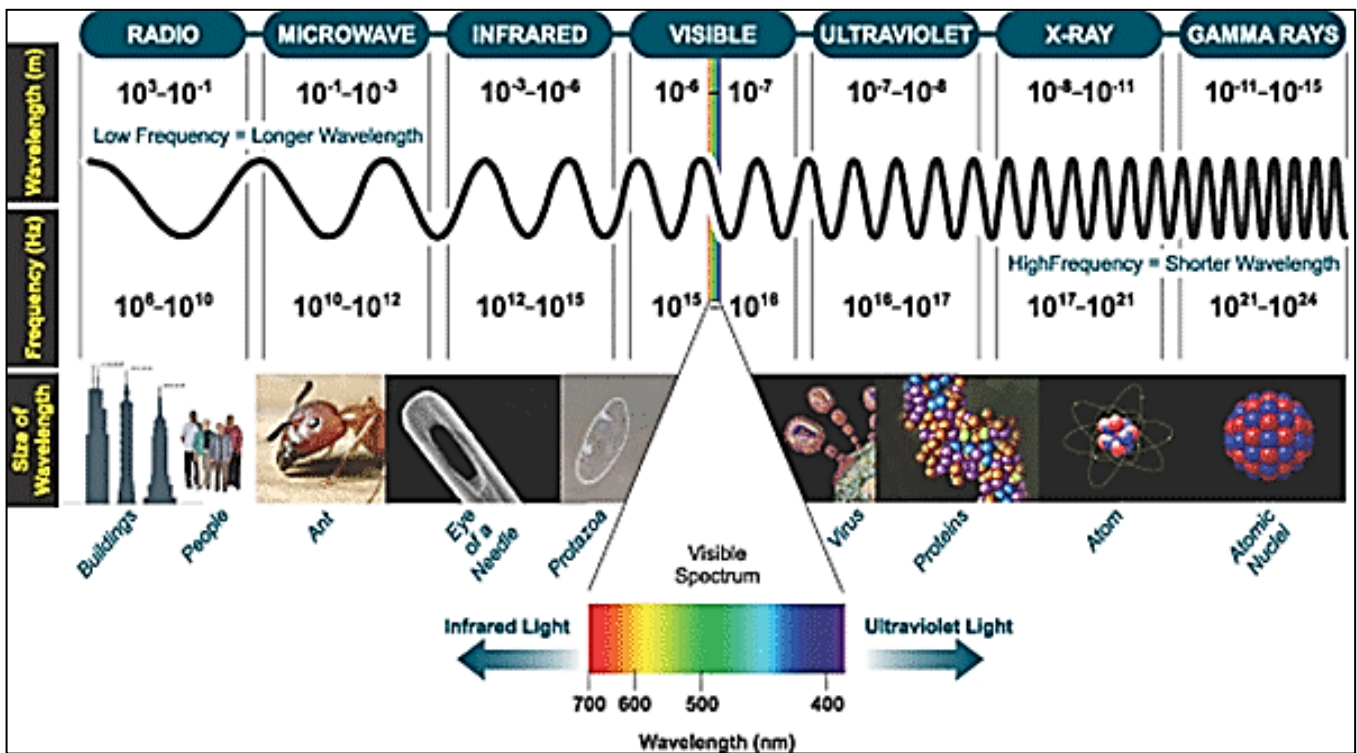 RADIO MICROWAVE INFRARED VISIBLE ULTRAVIOLET X-RAY GAMMA RAYS
Wavelength (m)
10³-10⁻¹ 10⁻¹-10⁻³ 10⁻³-10⁻⁶ 10⁻⁶ 10⁻⁷ 10⁻⁷-10⁻⁸ 10⁻⁸-10⁻¹¹ 10⁻¹¹-10⁻¹⁵
Low Frequency = Longer Wavelength
Frequency (Hz)
HighFrequency = Shorter Wavelength
10⁶-10¹⁰ 10¹⁰-10¹² 10¹²-10¹⁵ 10¹⁵ 10¹⁶ 10¹⁶-10¹⁷ 10¹⁷-10²¹ 10²¹-10²⁴
Size of
Wavelength
Buildings
People
Ant
Eye
of a
Needle
Protazoa
Virus
Proteins
Atom
Atomic
Nuclei
Visible
Spectrum
Infrared Light
Ultraviolet Light
700 600 500 400
Wavelength (nm)